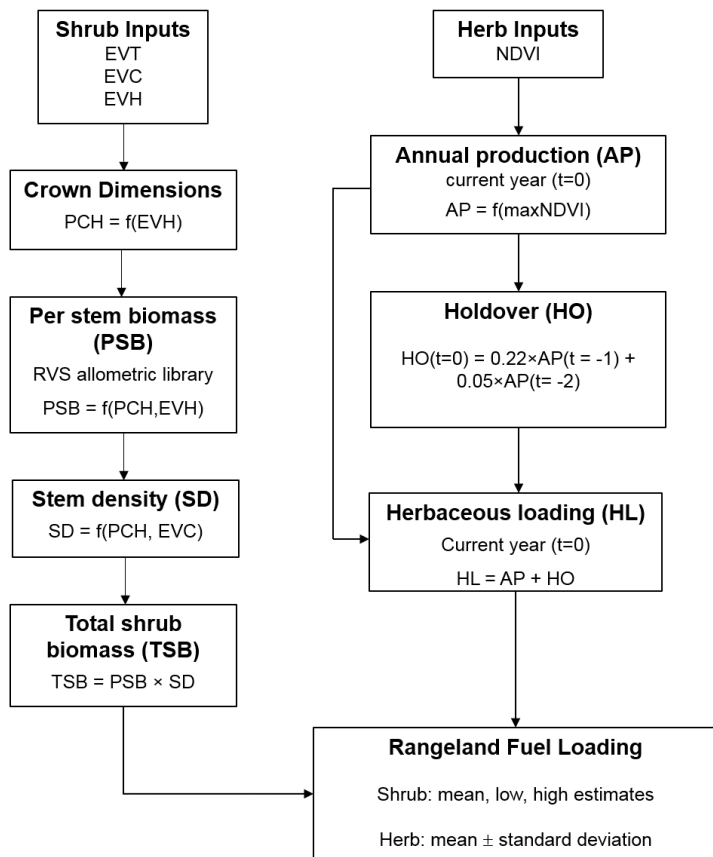 Shrub Inputs
EVT
EVC
EVH
Crown Dimensions
PCH = f(EVH)
Per stem biomass
(PSB)
RVS allometric library
PSB = f(PCH,EVH)
Stem density (SD)
SD = f(PCH, EVC)
Total shrub
biomass (TSB)
TSB = PSB × SD
Herb Inputs
NDVI
Annual production (AP)
current year (t=0)
AP = f(maxNDVI)
Holdover (HO)
HO(t=0) = 0.22×AP(t = -1) +
0.05×AP(t= -2)
Herbaceous loading (HL)
Current year (t=0)
HL = AP + HO
Rangeland Fuel Loading
Shrub: mean, low, high estimates
Herb: mean ± standard deviation